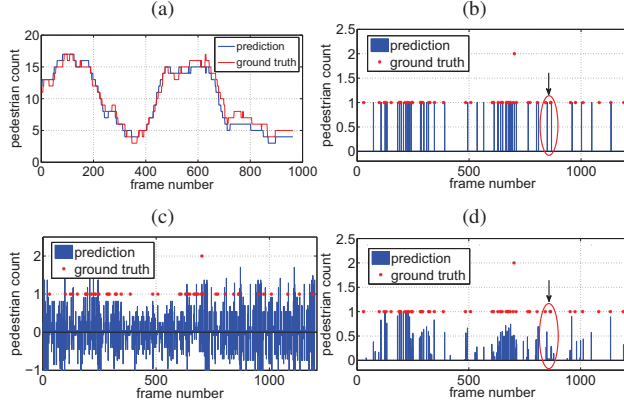 (a)
(b)
pedestrian count
20
15
10
5
0
prediction
ground truth
0 200 400 600 800 1000
frame number
pedestrian count
2.5
2
1.5
1
0.5
0
prediction
ground truth
0 500 1000
frame number
(c)
(d)
pedestrian count
2
1
0
−1
prediction
ground truth
0 500 1000
frame number
pedestrian count
2.5
2
1.5
1
0.5
0
prediction
ground truth
0 500 1000
frame number